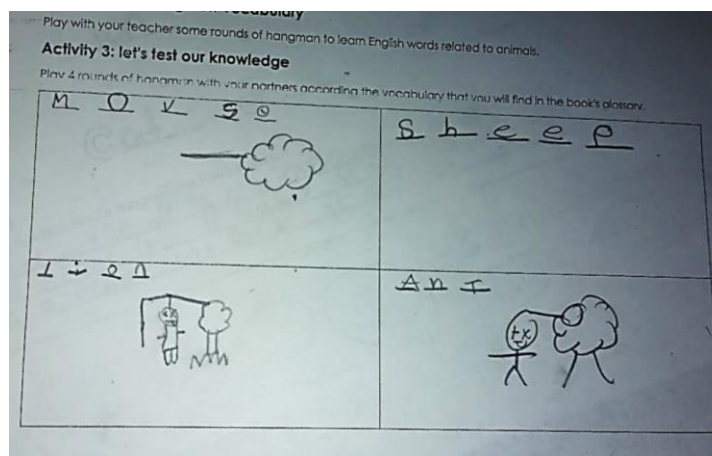 Vocabulary
Play with your teacher some rounds of hangman to learn English words related to animals.
Activity 3: let's test our knowledge
Play 4 rounds of hangman with your partners according the vocabulary that you will find in the book's glossary.
M O U S e
S h e e p
L i o n
A n t